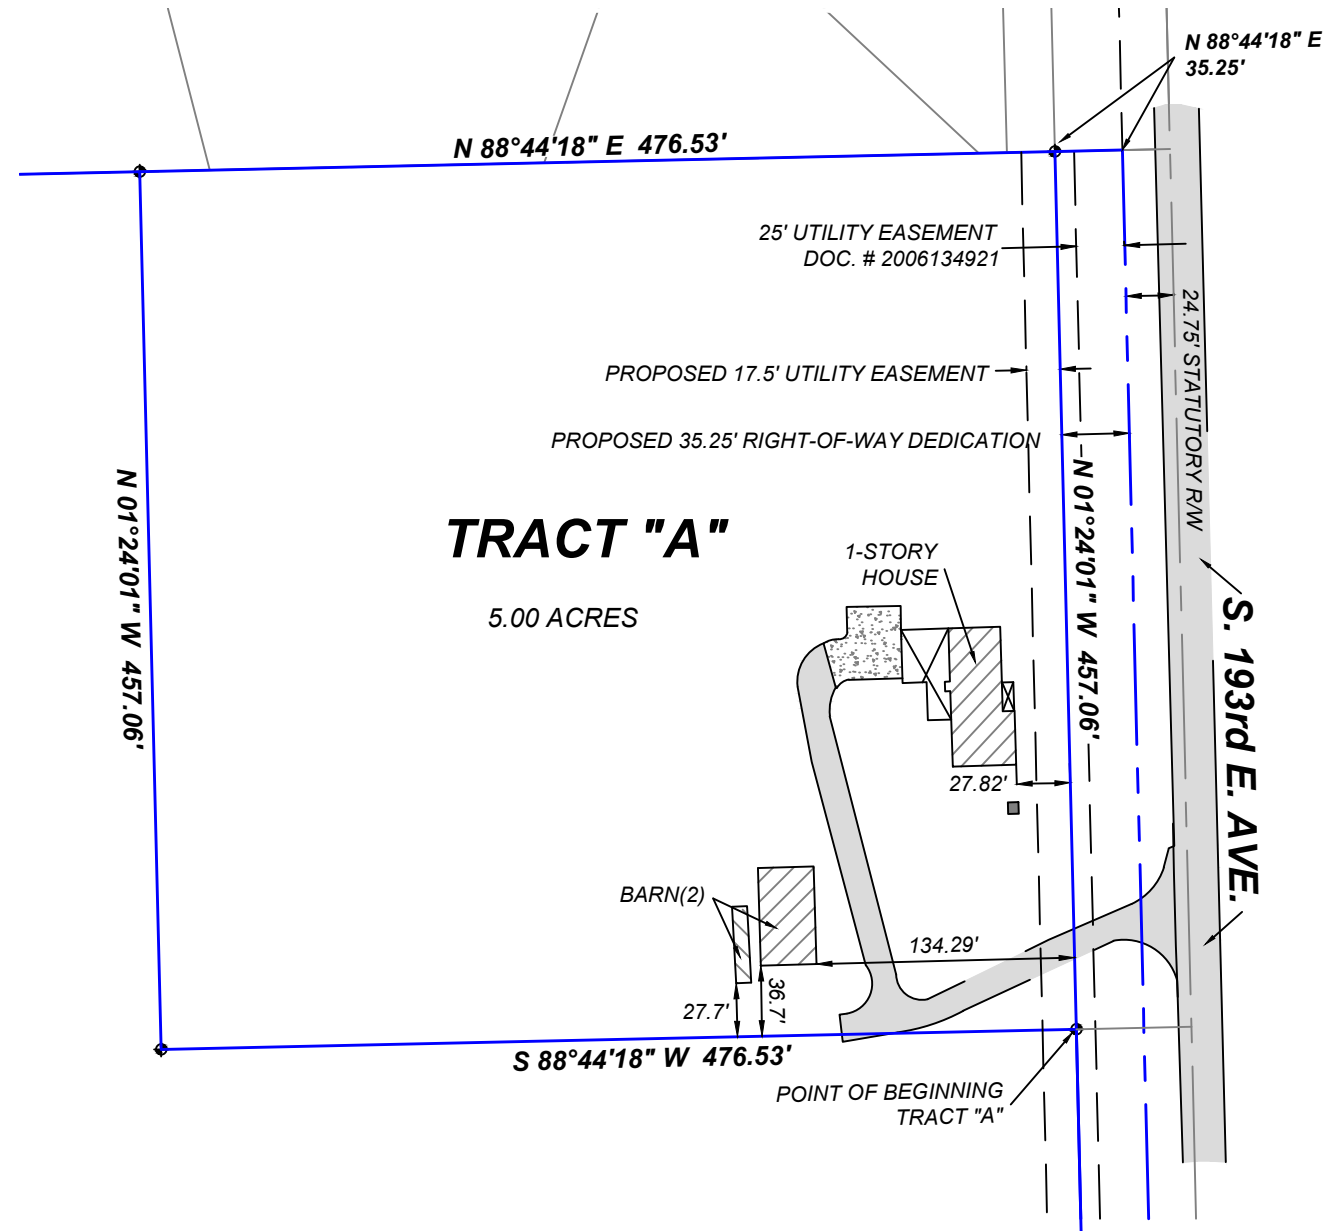 N 88°44'18" E
35.25'
N 88°44'18" E 476.53'
25' UTILITY EASEMENT
DOC. # 2006134921
24.75' STATUTORY R/W
PROPOSED 17.5' UTILITY EASEMENT
PROPOSED 35.25' RIGHT-OF-WAY DEDICATION
N 01°24'01" W 457.06'
N 01°24'01" W 457.06'
TRACT "A"
5.00 ACRES
1-STORY
HOUSE
S. 193rd E. AVE.
27.82'
BARN(2)
134.29'
36.7'
27.7'
S 88°44'18" W 476.53'
POINT OF BEGINNING
TRACT "A"